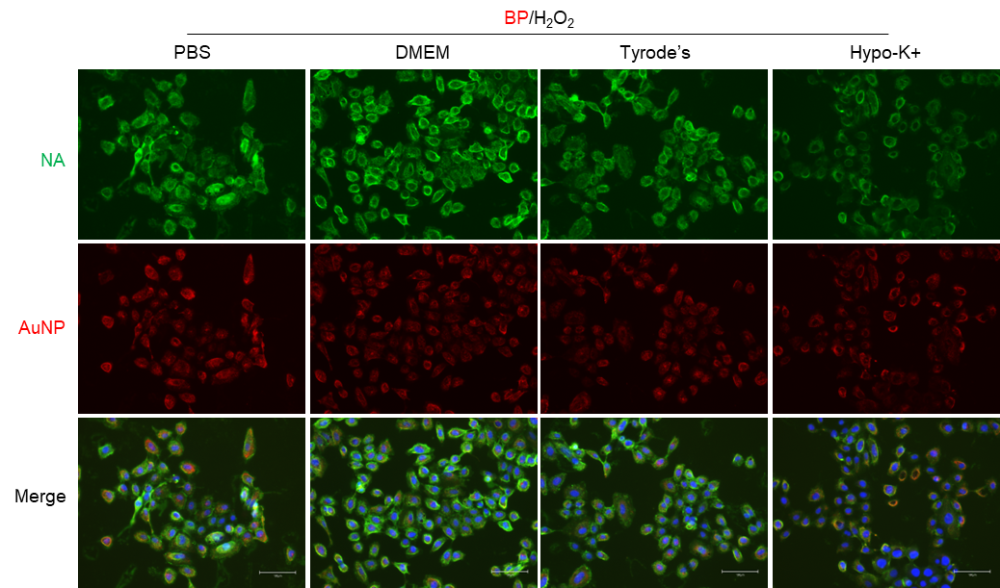 BP/H₂O₂
PBS DMEM Tyrode's Hypo-K+
NA
AuNP
Merge